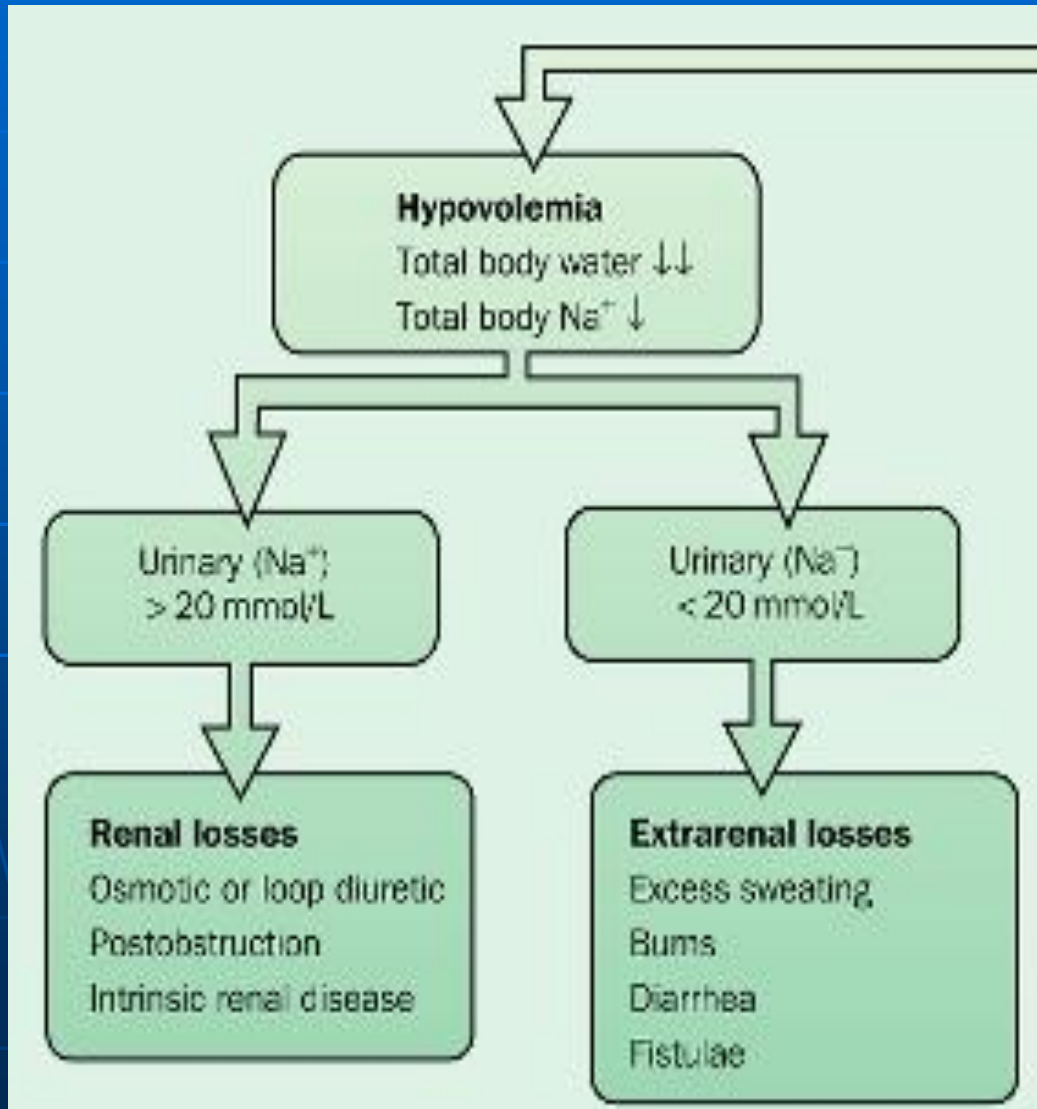 Hypovolemia
Total body water ↓↓
Total body Na⁺ ↓
Urinary (Na⁺)
> 20 mmol/L
Urinary (Na⁻)
< 20 mmol/L
Renal losses
Osmotic or loop diuretic
Postobstruction
Intrinsic renal disease
Extrarenal losses
Excess sweating
Burns
Diarrhea
Fistulae